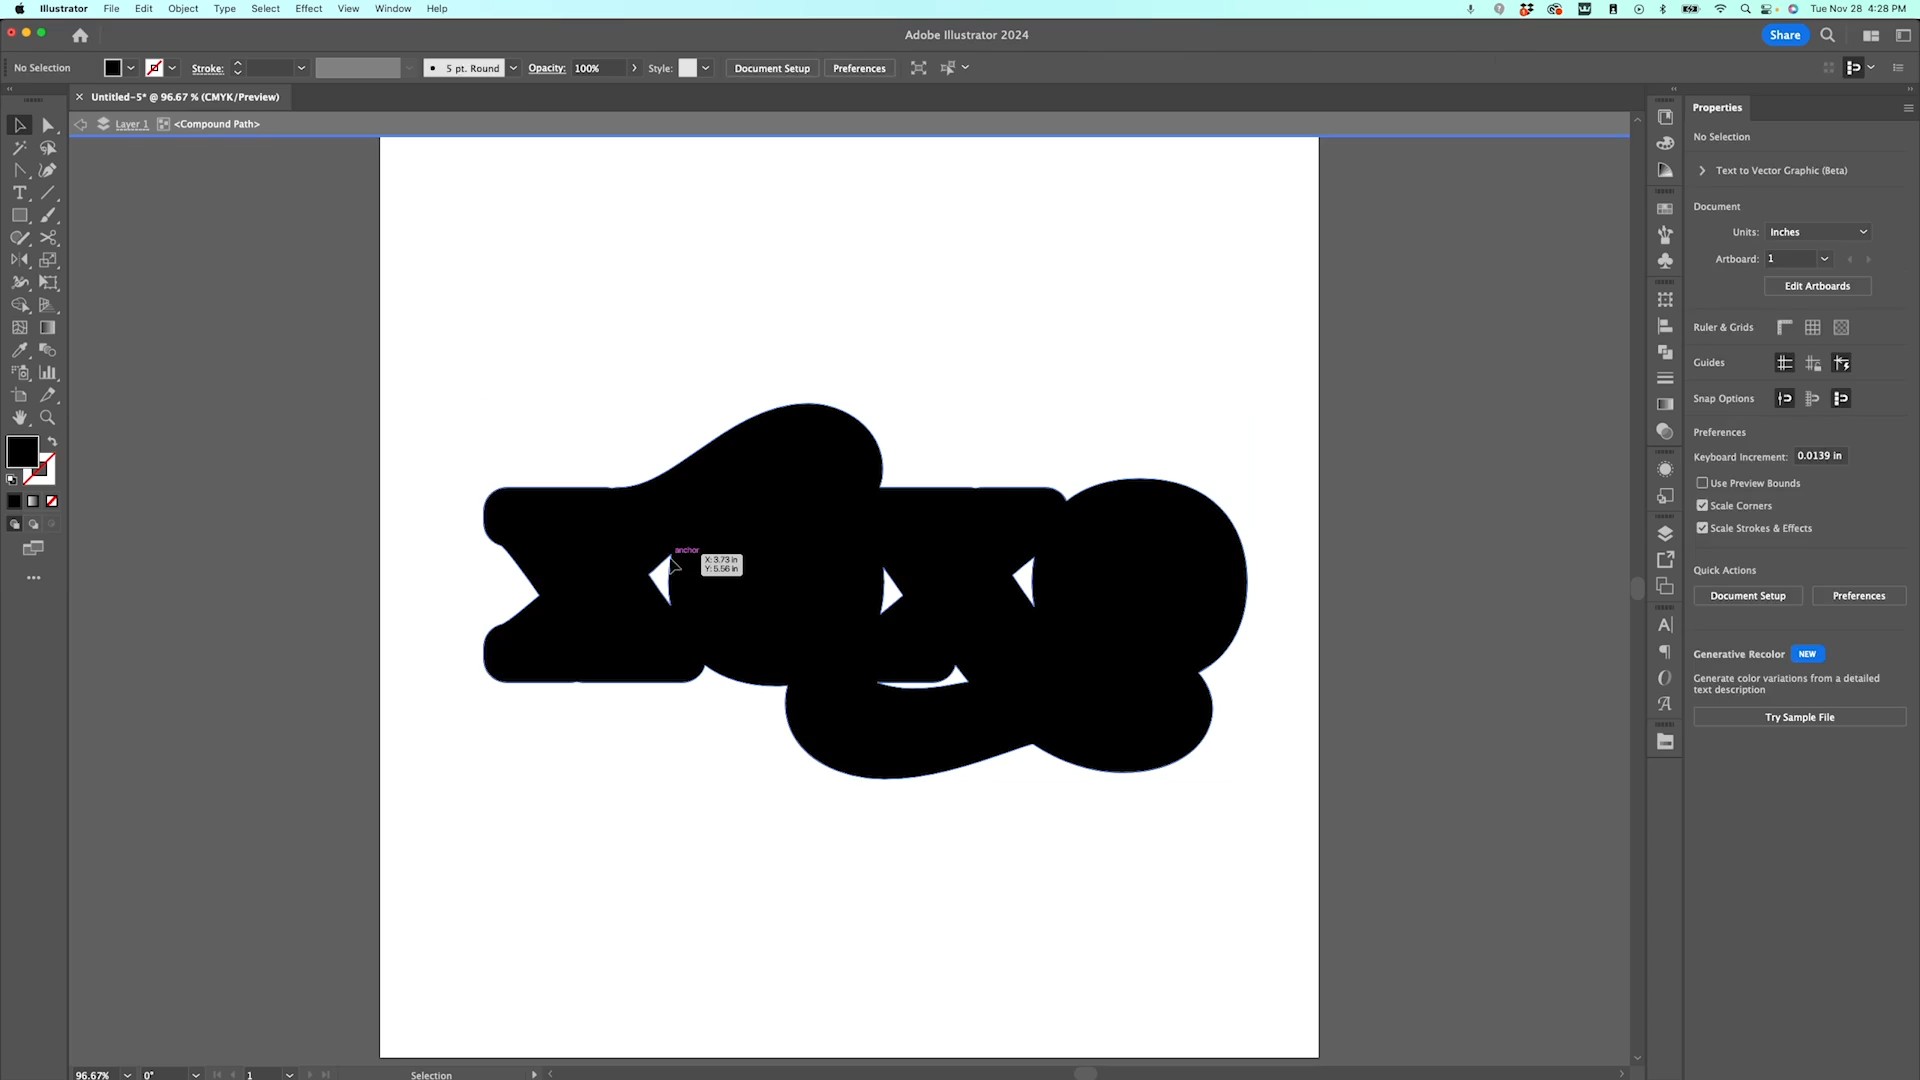 Illustrator File Edit Object Type Select Effect View Window Help
Tue Nov 28 4:28 PM
Adobe Illustrator 2024
Share
No Selection
Stroke:
5 pt. Round
Opacity: 100%
Style:
Document Setup
Preferences
Untitled-5* @ 96.67 % (CMYK/Preview)
Layer 1
<Compound Path>
anchor
X: 3.73 in
Y: 5.56 in
Properties
No Selection
Text to Vector Graphic (Beta)
Document
Units: Inches
Artboard: 1
Edit Artboards
Ruler & Grids
Guides
Snap Options
Preferences
Keyboard Increment: 0.0139 in
Use Preview Bounds
Scale Corners
Scale Strokes & Effects
Quick Actions
Document Setup
Preferences
Generative Recolor NEW
Generate color variations from a detailed
text description
Try Sample File
96.67%
0°
1
Selection